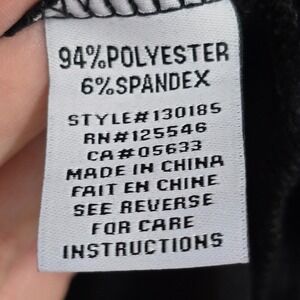 94%POLYESTER
6%SPANDEX
STYLE#130185
RN#125546
CA#05633
MADE IN CHINA
FAIT EN CHINE
SEE REVERSE
FOR CARE
INSTRUCTIONS